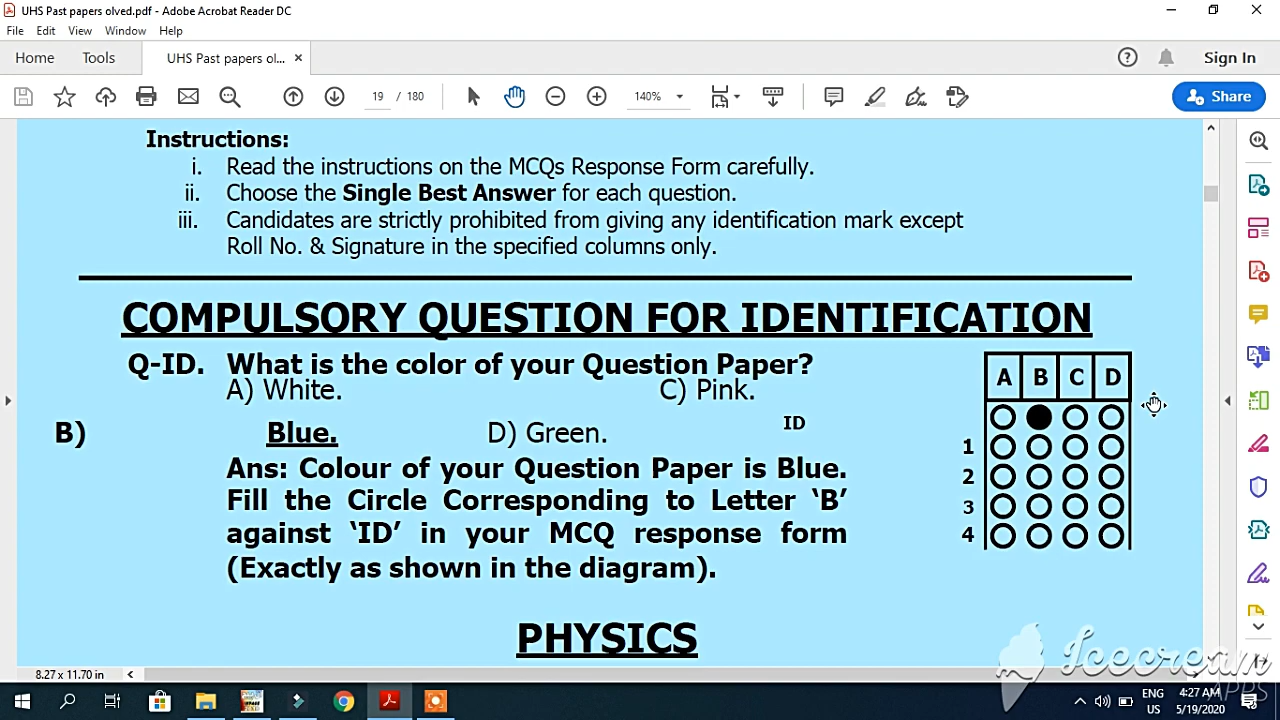 UHS Past papers olved.pdf - Adobe Acrobat Reader DC
File Edit View Window Help
Home Tools UHS Past papers ol... × Sign In
19 / 180 140% Share
Instructions:
i. Read the instructions on the MCQs Response Form carefully.
ii. Choose the Single Best Answer for each question.
iii. Candidates are strictly prohibited from giving any identification mark except
Roll No. & Signature in the specified columns only.
COMPULSORY QUESTION FOR IDENTIFICATION
Q-ID. What is the color of your Question Paper?
A) White. C) Pink.
B) Blue. D) Green.
ID
A B C D
1
2
3
4
Ans: Colour of your Question Paper is Blue.
Fill the Circle Corresponding to Letter ‘B’
against ‘ID’ in your MCQ response form
(Exactly as shown in the diagram).
PHYSICS
8.27 x 11.70 in
Icecream
APPS
ENG 4:27 AM
US 5/19/2020